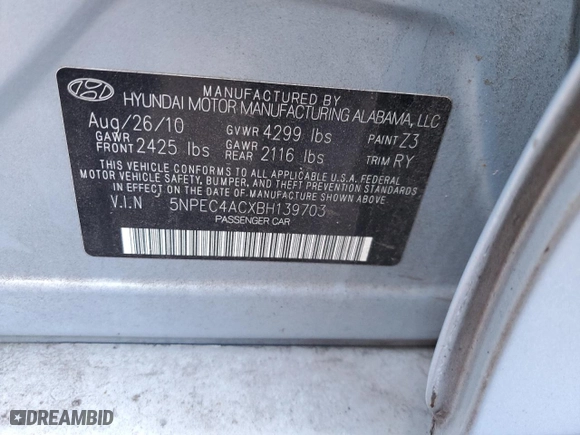 MANUFACTURED BY
HYUNDAI MOTOR MANUFACTURING ALABAMA, LLC
Aug/26/10 GVWR 4299 lbs PAINT Z3
GAWR FRONT 2425 lbs GAWR REAR 2116 lbs TRIM RY
THIS VEHICLE CONFORMS TO ALL APPLICABLE U.S.A. FEDERAL
MOTOR VEHICLE SAFETY, BUMPER, AND THEFT PREVENTION STANDARDS
IN EFFECT ON THE DATE OF MANUFACTURE SHOWN ABOVE.
V.I.N 5NPEC4ACXBH139703
PASSENGER CAR
DREAMBID
DREAMBID.COM